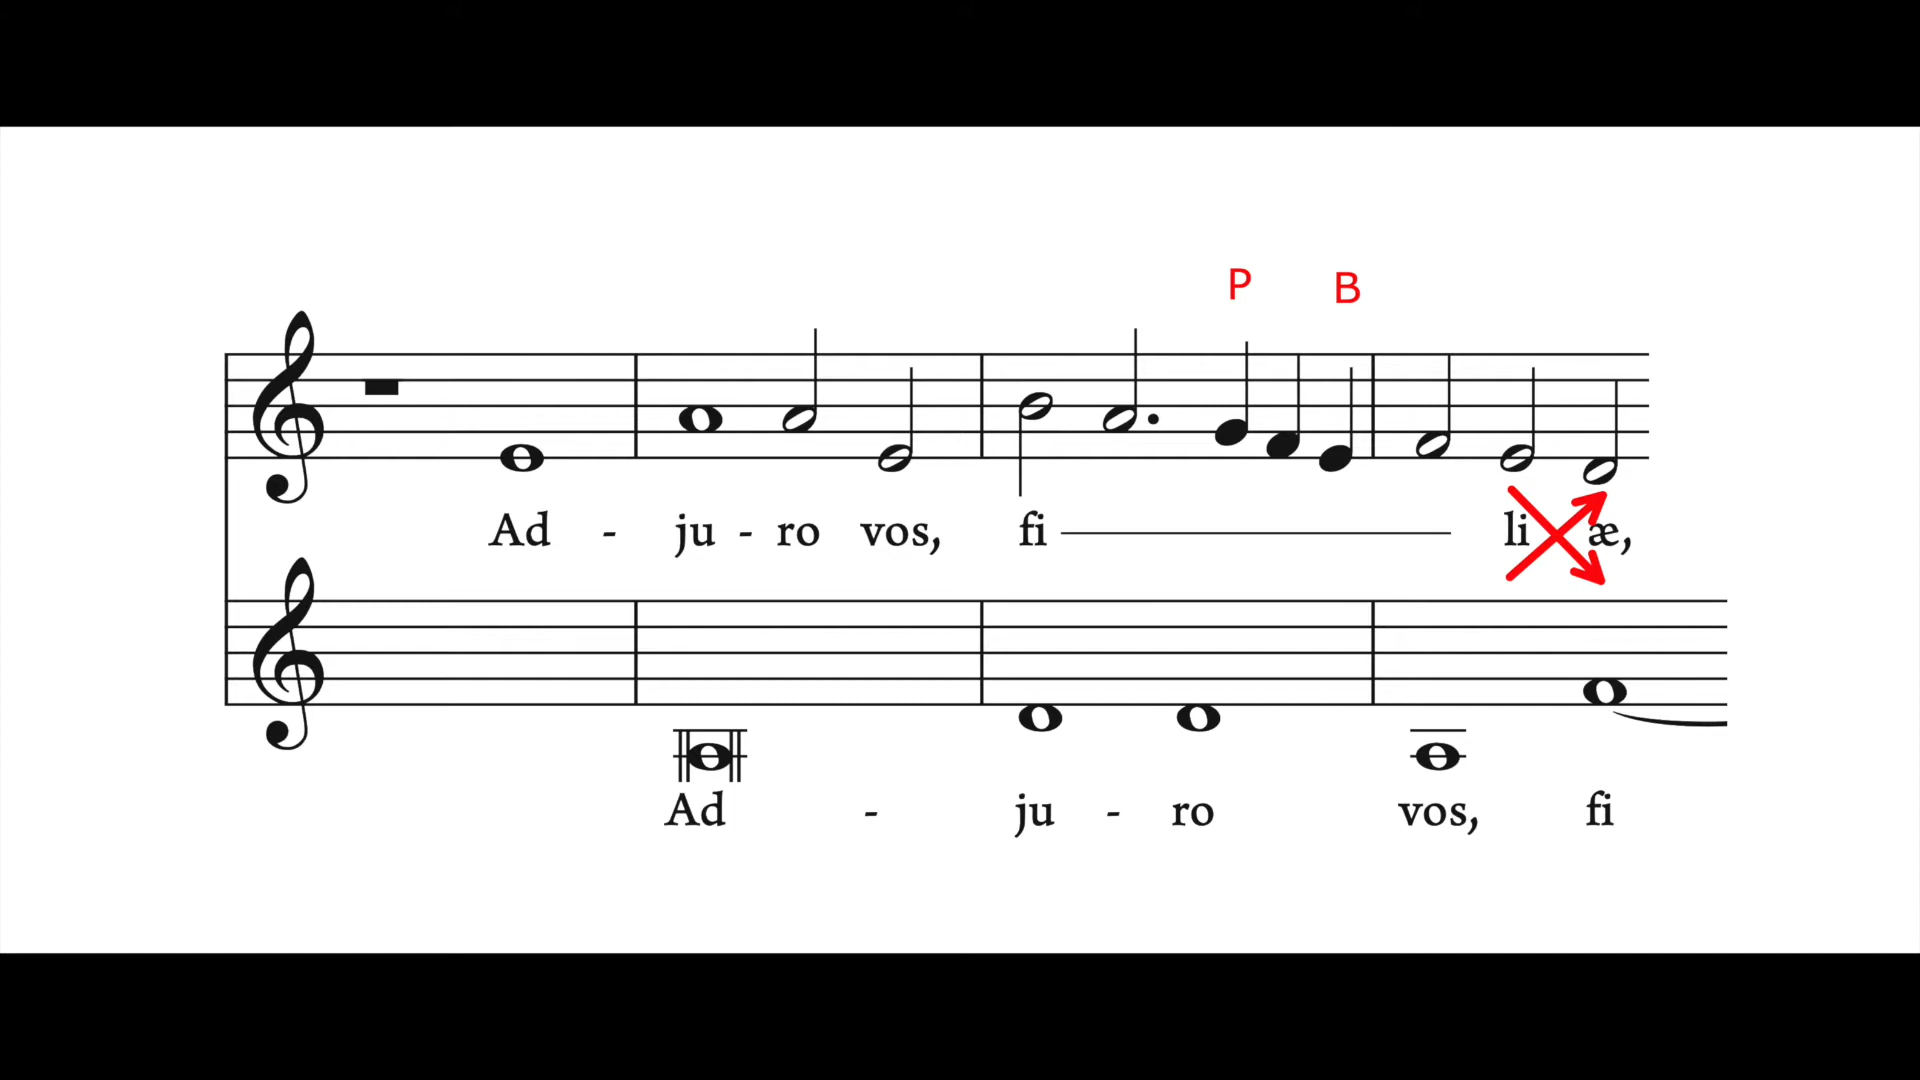 P B
Ad - ju - ro vos, fi li æ,
Ad - ju - ro vos, fi